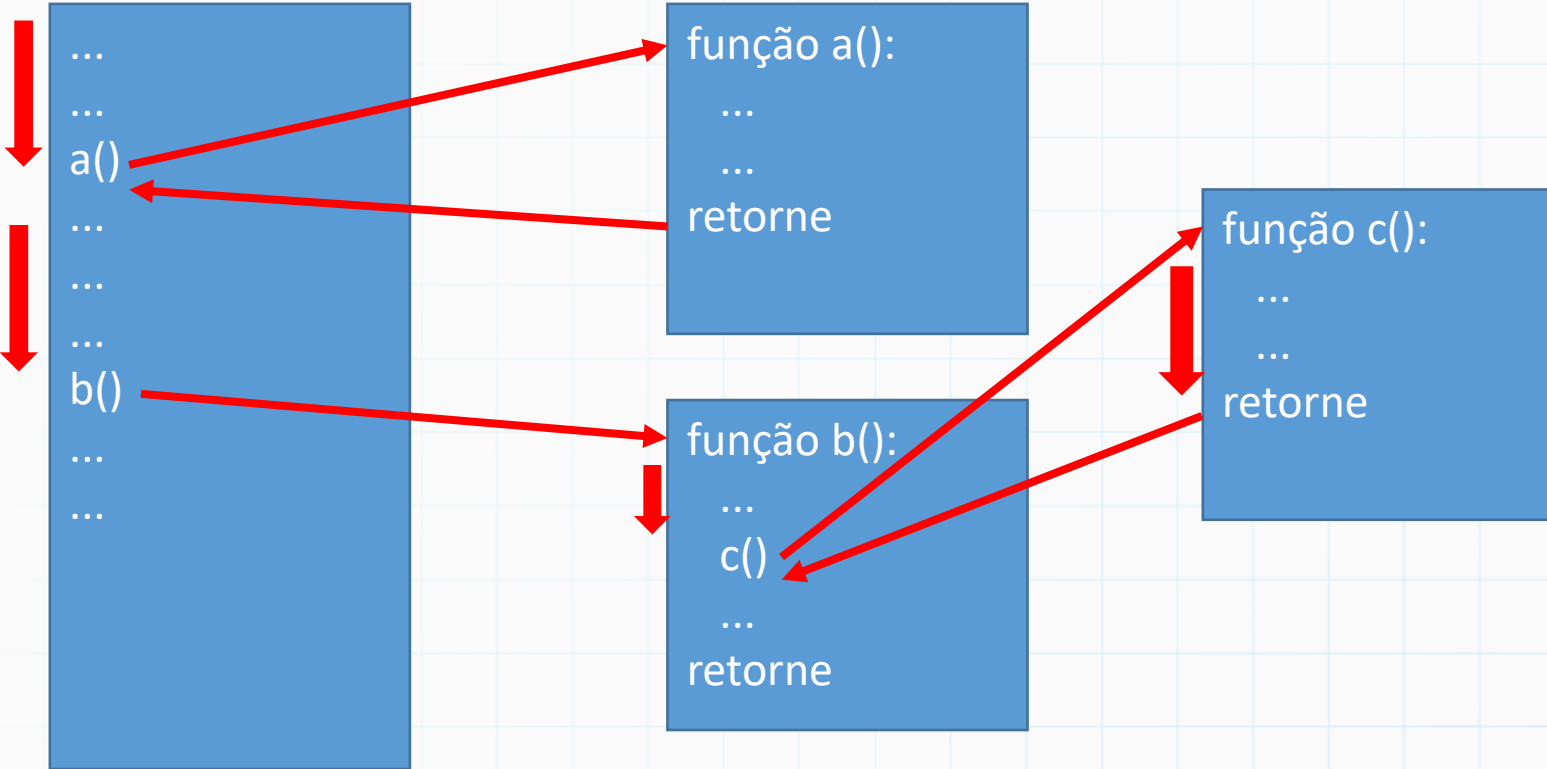 ...
...
a()
...
...
...
b()
...
...
função a():
...
...
retorne
função b():
...
c()
...
retorne
função c():
...
...
retorne